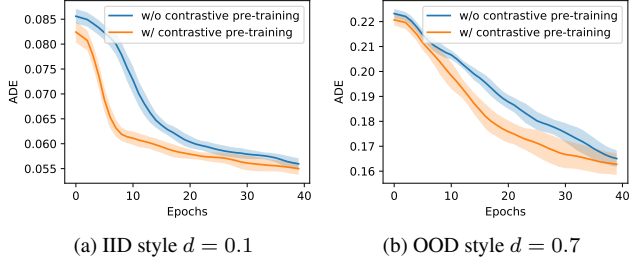 w/o contrastive pre-training
w/ contrastive pre-training
0.085
0.080
0.075
0.070
0.065
0.060
0.055
ADE
0
10
20
30
40
Epochs
(a) IID style d = 0.1
w/o contrastive pre-training
w/ contrastive pre-training
0.22
0.21
0.20
0.19
0.18
0.17
0.16
ADE
0
10
20
30
40
Epochs
(b) OOD style d = 0.7